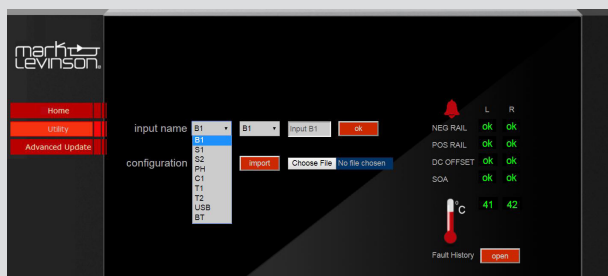 mark
Levinson.
Home
Utility
Advanced Update
input name B1 B1 Input B1 ok
B1
S1
S2
PH
C1
T1
T2
USB
BT
configuration import Choose File No file chosen
L R
NEG RAIL ok ok
POS RAIL ok ok
DC OFFSET ok ok
SOA ok ok
°C 41 42
Fault History open